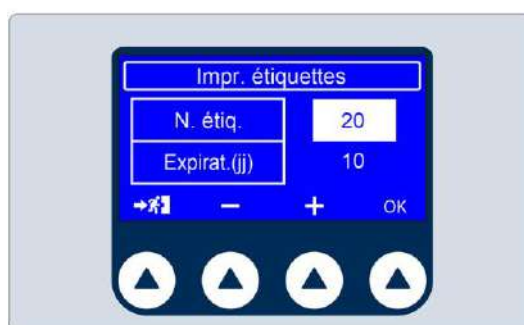 Impr. étiquettes
N. étiq. 20
Expirat.(jj) 10
− + OK